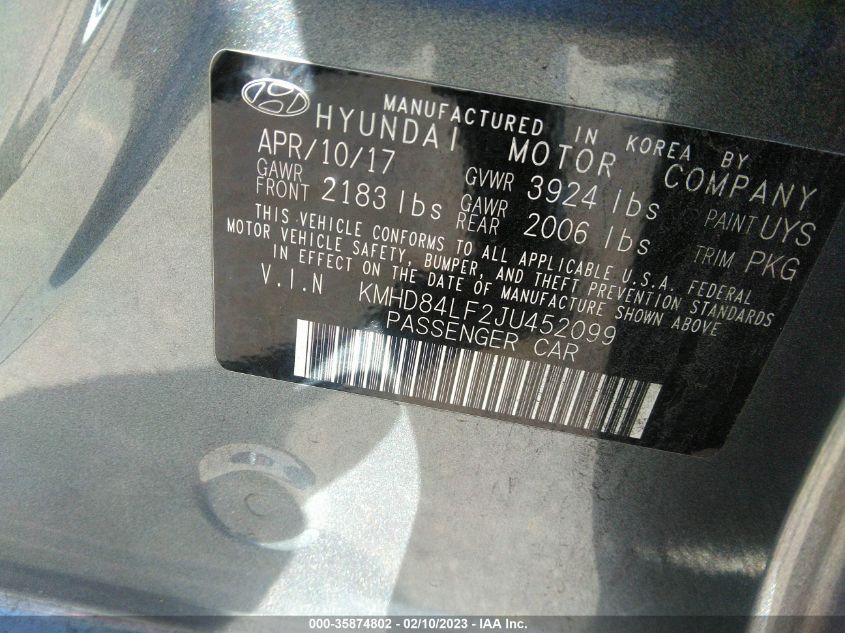 MANUFACTURED IN KOREA BY
HYUNDAI MOTOR COMPANY
APR/10/17 GVWR 3924 lbs PAINT UYS
GAWR FRONT 2183 lbs GAWR REAR 2006 lbs TRIM PKG
THIS VEHICLE CONFORMS TO ALL APPLICABLE U.S.A. FEDERAL
MOTOR VEHICLE SAFETY, BUMPER, AND THEFT PREVENTION STANDARDS
IN EFFECT ON THE DATE OF MANUFACTURE SHOWN ABOVE
V.I.N KMHD84LF2JU452099
PASSENGER CAR
000-35874802 - 02/10/2023 - IAA Inc.